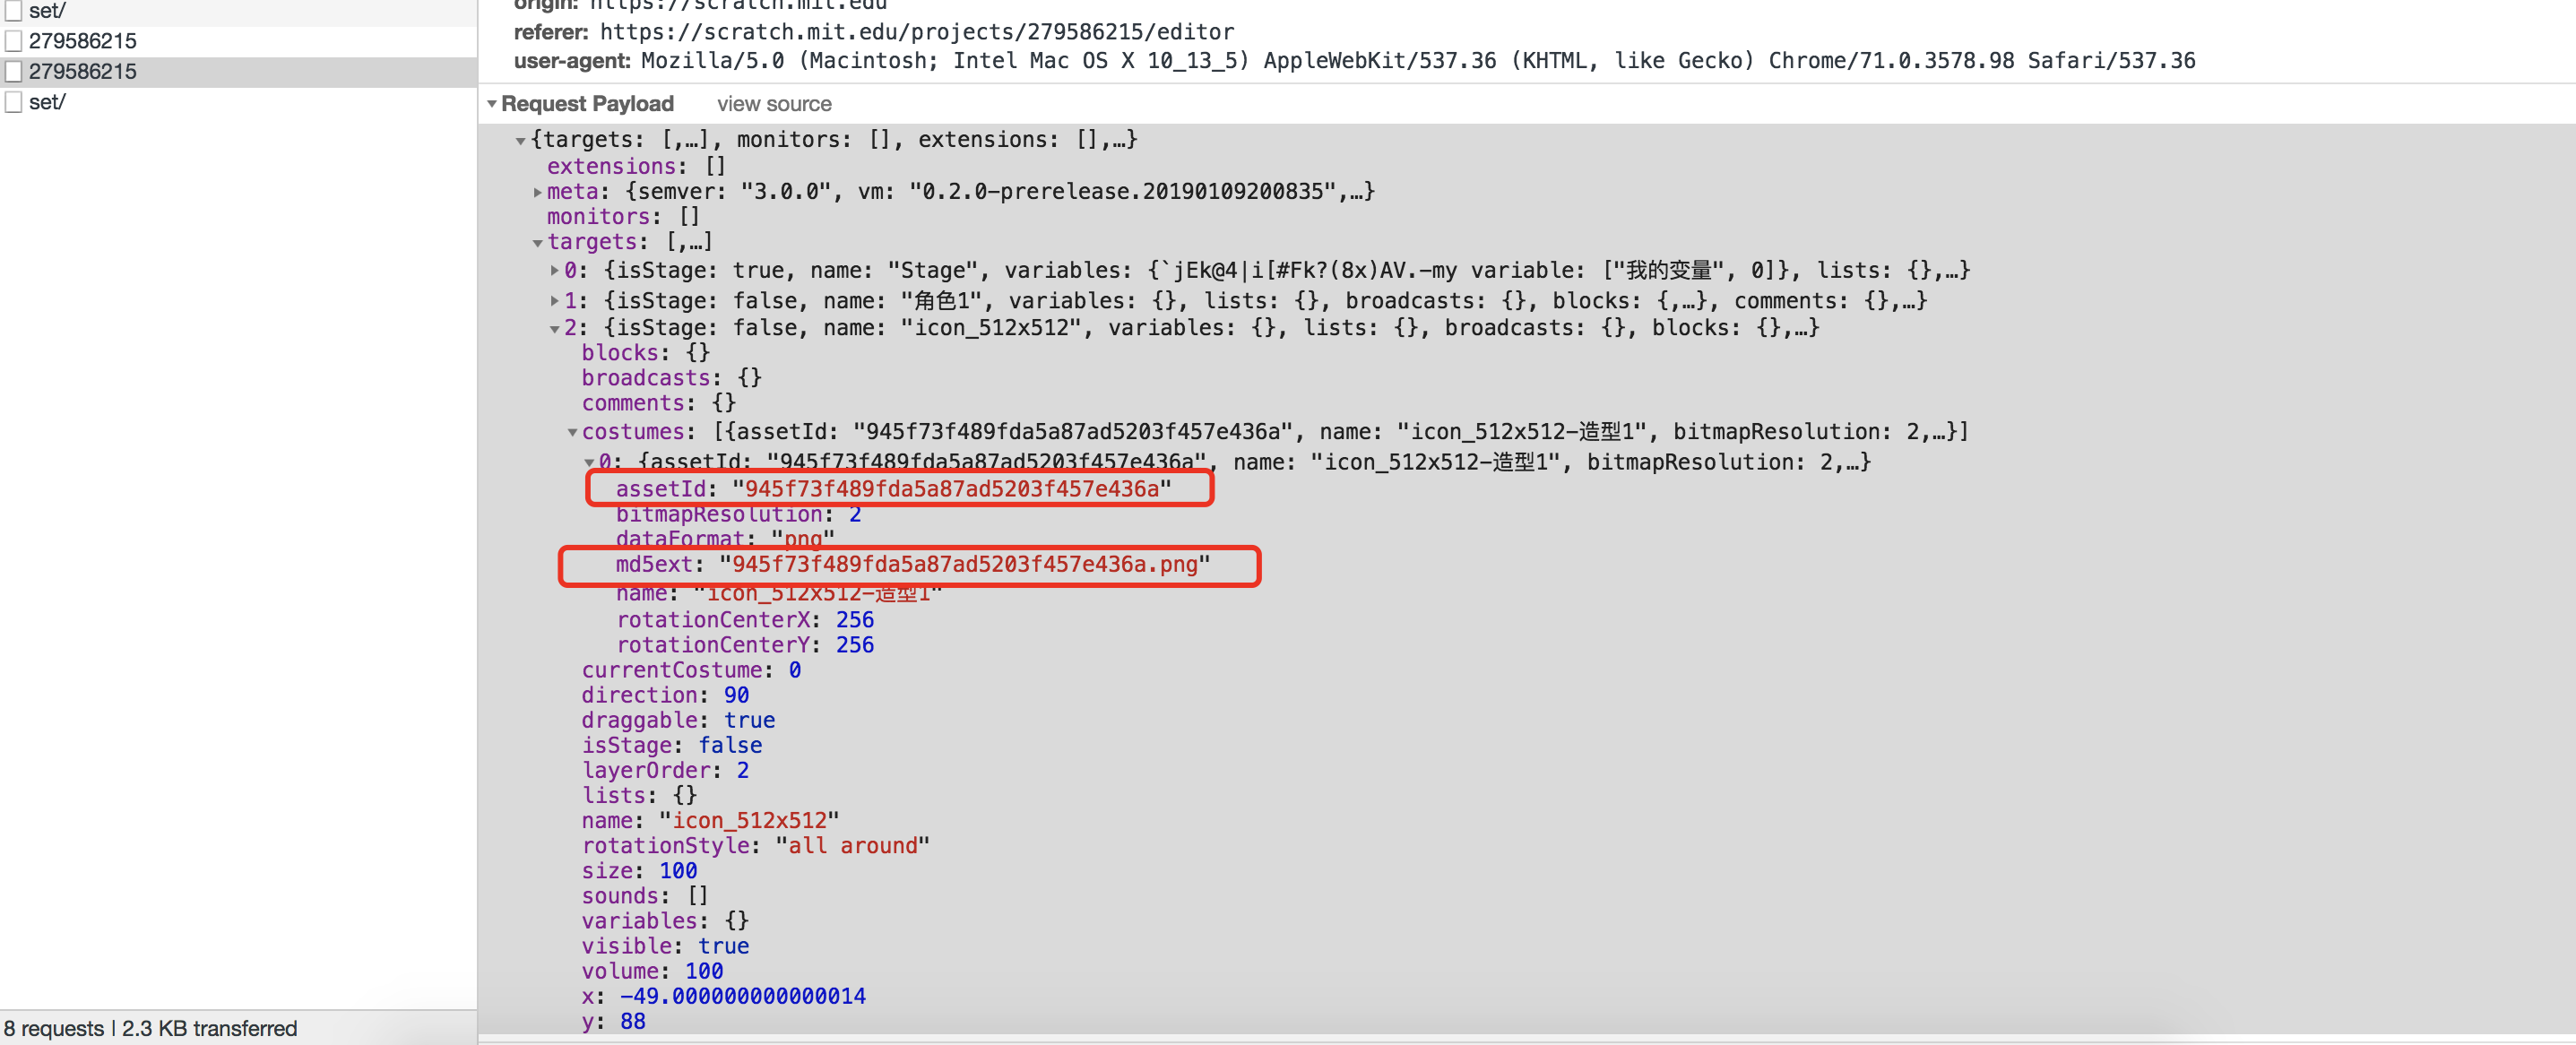 set/
279586215
279586215
set/
8 requests | 2.3 KB transferred
origin: https://scratch.mit.edu
referer: https://scratch.mit.edu/projects/279586215/editor
user-agent: Mozilla/5.0 (Macintosh; Intel Mac OS X 10_13_5) AppleWebKit/537.36 (KHTML, like Gecko) Chrome/71.0.3578.98 Safari/537.36
Request Payload view source
{targets: [,…], monitors: [], extensions: [],…}
extensions: []
meta: {semver: "3.0.0", vm: "0.2.0-prerelease.20190109200835",…}
monitors: []
targets: [,…]
0: {isStage: true, name: "Stage", variables: {`jEk@4|i[#Fk?(8x)AV.-my variable: ["我的变量", 0]}, lists: {},…}
1: {isStage: false, name: "角色1", variables: {}, lists: {}, broadcasts: {}, blocks: {,…}, comments: {},…}
2: {isStage: false, name: "icon_512x512", variables: {}, lists: {}, broadcasts: {}, blocks: {},…}
blocks: {}
broadcasts: {}
comments: {}
costumes: [{assetId: "945f73f489fda5a87ad5203f457e436a", name: "icon_512x512-造型1", bitmapResolution: 2,…}]
0: {assetId: "945f73f489fda5a87ad5203f457e436a", name: "icon_512x512-造型1", bitmapResolution: 2,…}
assetId: "945f73f489fda5a87ad5203f457e436a"
bitmapResolution: 2
dataFormat: "png"
md5ext: "945f73f489fda5a87ad5203f457e436a.png"
name: "icon_512x512-造型1"
rotationCenterX: 256
rotationCenterY: 256
currentCostume: 0
direction: 90
draggable: true
isStage: false
layerOrder: 2
lists: {}
name: "icon_512x512"
rotationStyle: "all around"
size: 100
sounds: []
variables: {}
visible: true
volume: 100
x: -49.000000000000014
y: 88